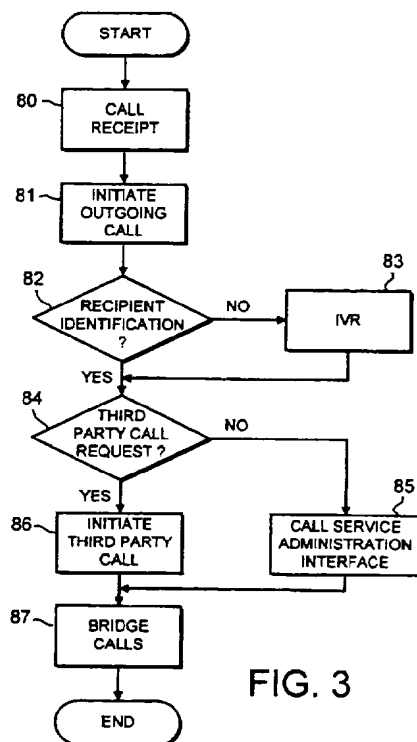 START
80
CALL
RECEIPT
81
INITIATE
OUTGOING
CALL
82
RECIPIENT
IDENTIFICATION
?
NO
83
IVR
YES
84
THIRD
PARTY CALL
REQUEST ?
NO
YES
85
CALL SERVICE
ADMINISTRATION
INTERFACE
86
INITIATE
THIRD PARTY
CALL
87
BRIDGE
CALLS
FIG. 3
END